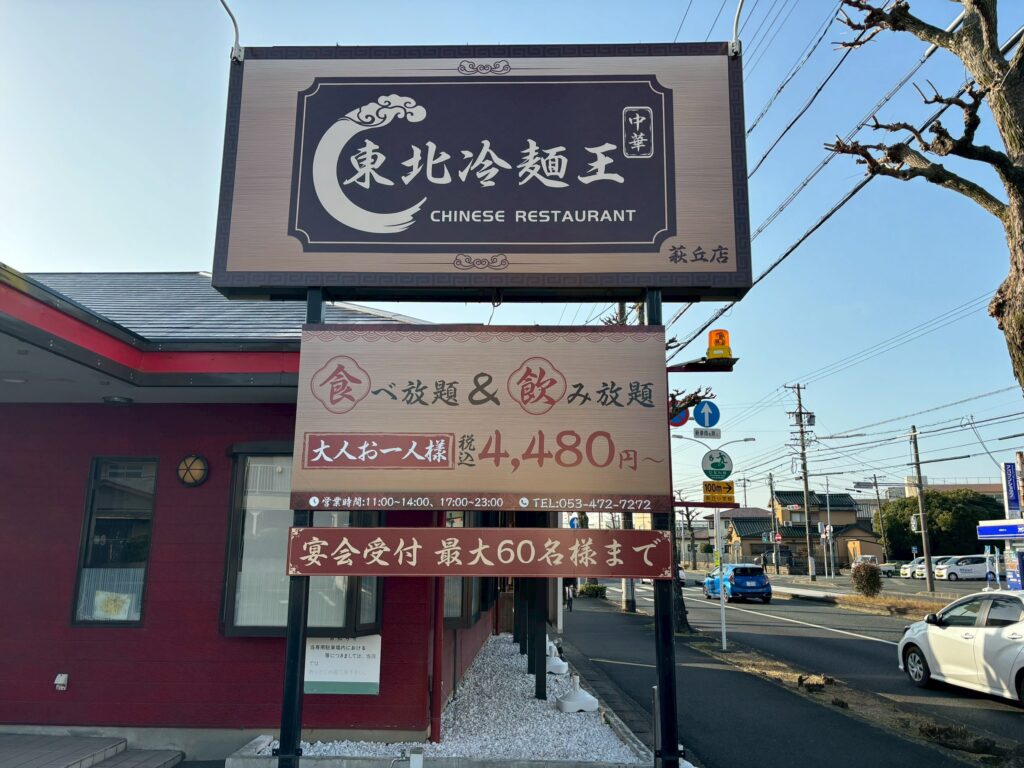 中華
東北冷麺王
CHINESE RESTAURANT
萩丘店
食べ放題&飲み放題
大人お一人様 税込 4,480円~
営業時間:11:00~14:00、17:00~23:00 TEL:053-472-7272
宴会受付 最大60名様まで
100m